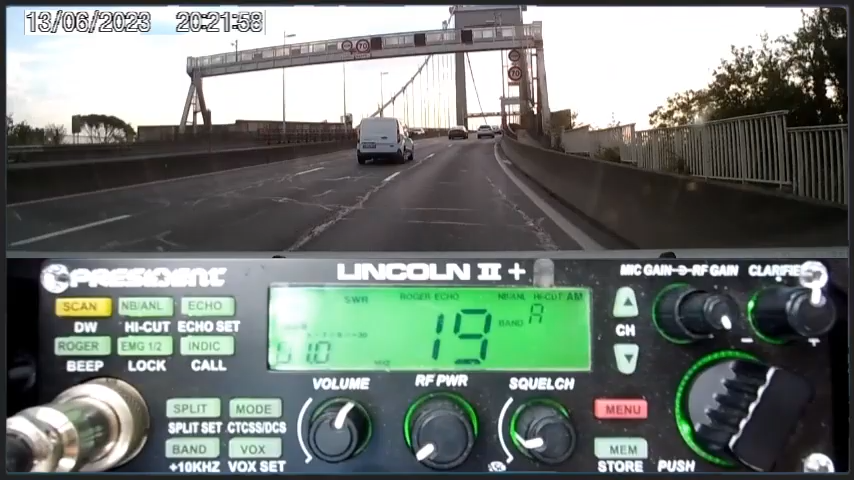 13/06/2023 20:21:58
70
70
PRESIDENT
LINCOLN II +
MIC GAIN RF GAIN CLARIFIER
SCAN NB/ANL ECHO
DW HI-CUT ECHO SET
ROGER EMG 1/2 INDIC
BEEP LOCK CALL
SWR ROGER ECHO NB/ANL HI-CUT AM
19 BAND A
CH
VOLUME RF PWR SQUELCH
SPLIT MODE
SPLIT SET CTCSS/DCS
BAND VOX
+10KHZ VOX SET
MENU
MEM
STORE PUSH